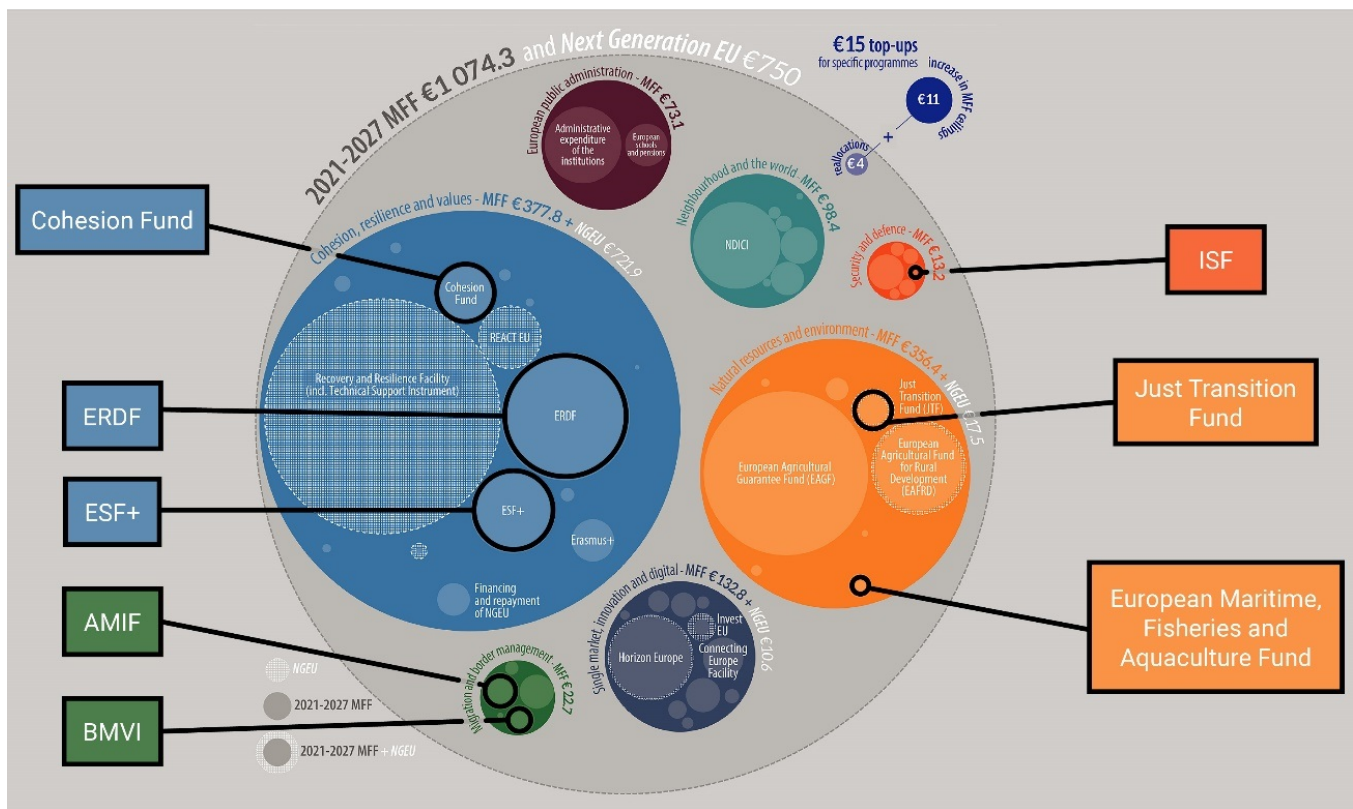 2021-2027 MFF €1 074.3 and Next Generation EU €750
€15 top-ups
for specific programmes
increase in MFF ceilings
€11
+
reallocations
€4
European public administration - MFF €73.1
Administrative
expenditure
of the
institutions
European
schools
and pensions
Neighbourhood and the world - MFF €98.4
NDICI
Security and defence - MFF €13.2
ISF
Cohesion Fund
Cohesion, resilience and values - MFF €377.8 + NGEU €721.9
Cohesion
Fund
REACT EU
Recovery and Resilience Facility
(incl. Technical Support Instrument)
ERDF
ERDF
ESF+
ESF+
Erasmus+
Financing
and repayment
of NGEU
Natural resources and environment - MFF €356.4 + NGEU €17.5
Just
Transition
Fund (JTF)
European Agricultural
Guarantee Fund (EAGF)
European
Agricultural Fund
for Rural
Development
(EAFRD)
Just Transition
Fund
European Maritime,
Fisheries and
Aquaculture Fund
Single market, innovation and digital - MFF €132.8 + NGEU €10.6
Invest
EU
Horizon Europe
Connecting
Europe
Facility
AMIF
BMVI
Migration and border management - MFF €22.7
NGEU
2021-2027 MFF
2021-2027 MFF + NGEU